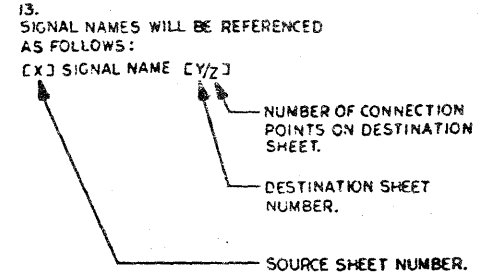 13.
SIGNAL NAMES WILL BE REFERENCED
AS FOLLOWS:
[X] SIGNAL NAME [Y/Z]
NUMBER OF CONNECTION
POINTS ON DESTINATION
SHEET.
DESTINATION SHEET
NUMBER.
SOURCE SHEET NUMBER.